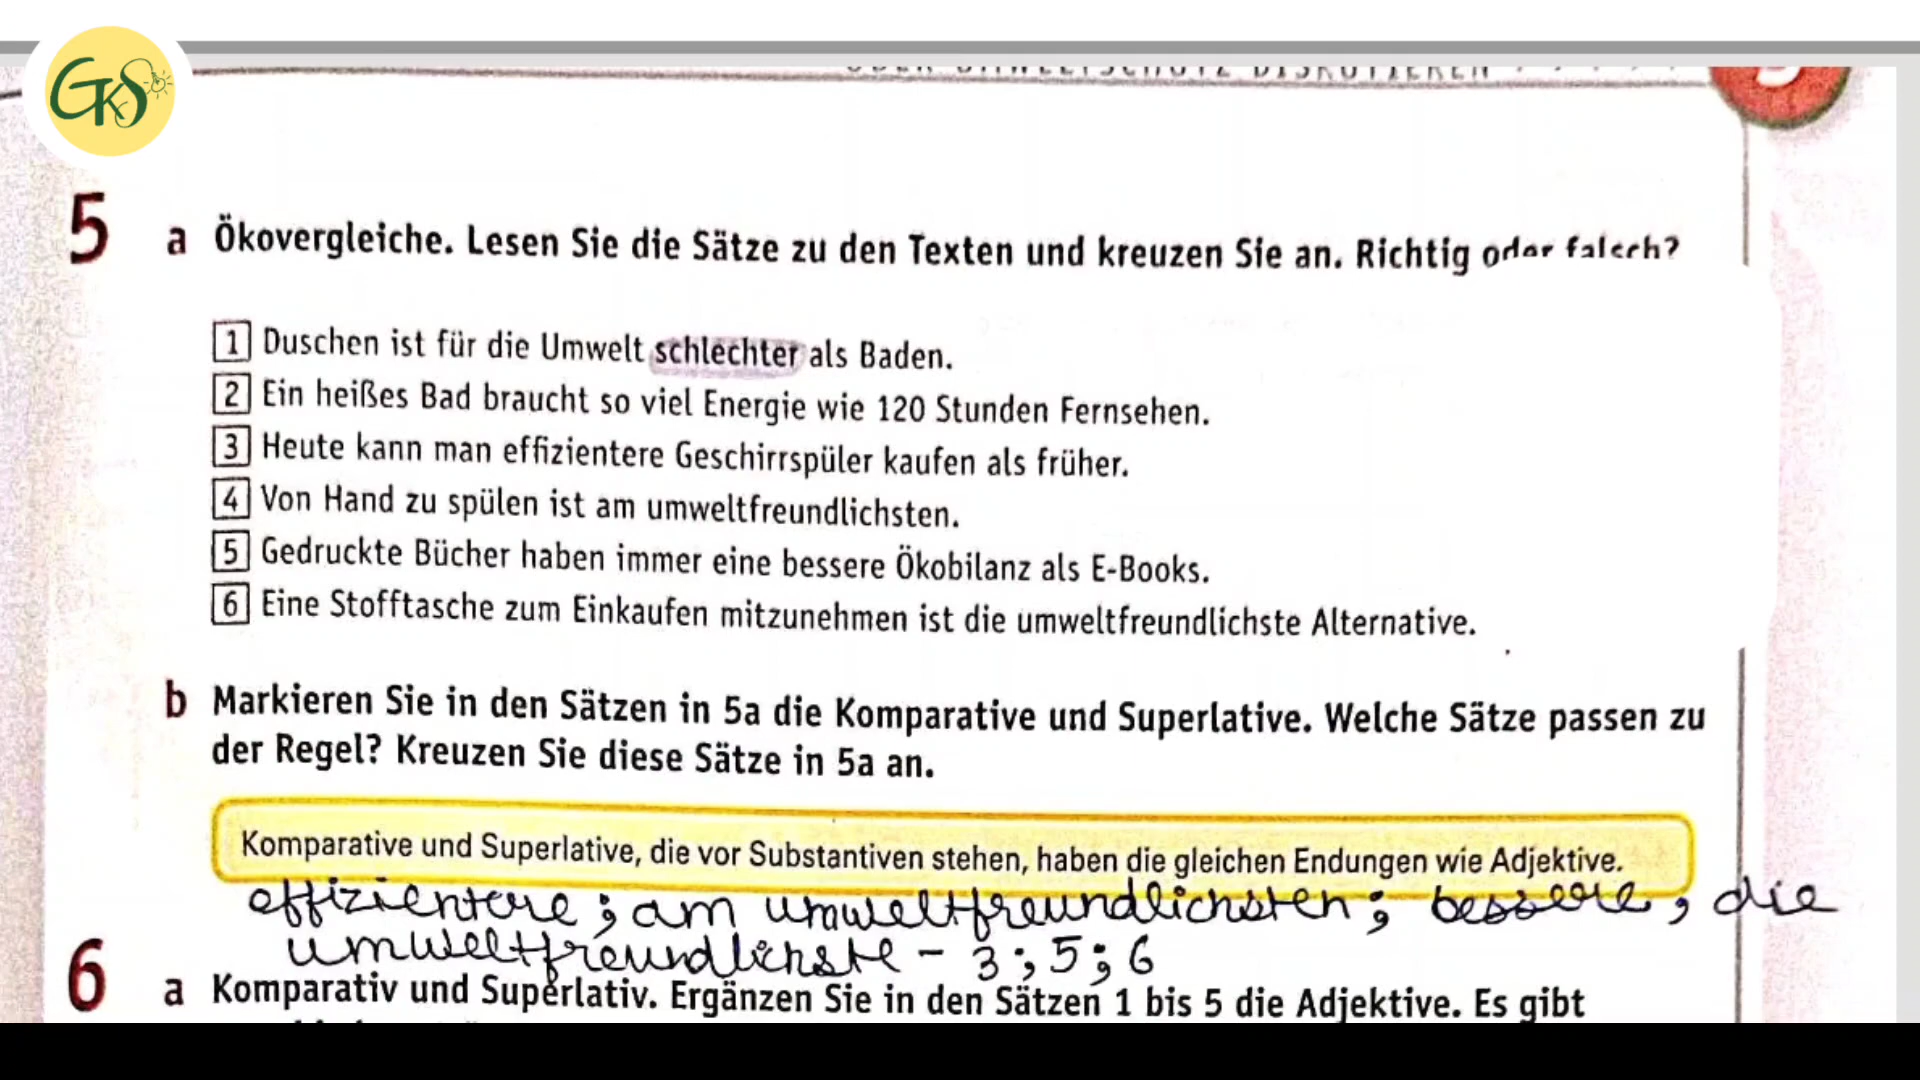 GKS
ÜBER UMWELTSCHUTZ DISKUTIEREN
5 a Ökovergleiche. Lesen Sie die Sätze zu den Texten und kreuzen Sie an. Richtig oder falsch?
1 Duschen ist für die Umwelt schlechter als Baden.
2 Ein heißes Bad braucht so viel Energie wie 120 Stunden Fernsehen.
3 Heute kann man effizientere Geschirrspüler kaufen als früher.
4 Von Hand zu spülen ist am umweltfreundlichsten.
5 Gedruckte Bücher haben immer eine bessere Ökobilanz als E-Books.
6 Eine Stofftasche zum Einkaufen mitzunehmen ist die umweltfreundlichste Alternative.
b Markieren Sie in den Sätzen in 5a die Komparative und Superlative. Welche Sätze passen zu
der Regel? Kreuzen Sie diese Sätze in 5a an.
Komparative und Superlative, die vor Substantiven stehen, haben die gleichen Endungen wie Adjektive.
effizientere ; am umweltfreundlichsten ; bessere , die
umweltfreundlichste - 3 ; 5 ; 6
6 a Komparativ und Superlativ. Ergänzen Sie in den Sätzen 1 bis 5 die Adjektive. Es gibt